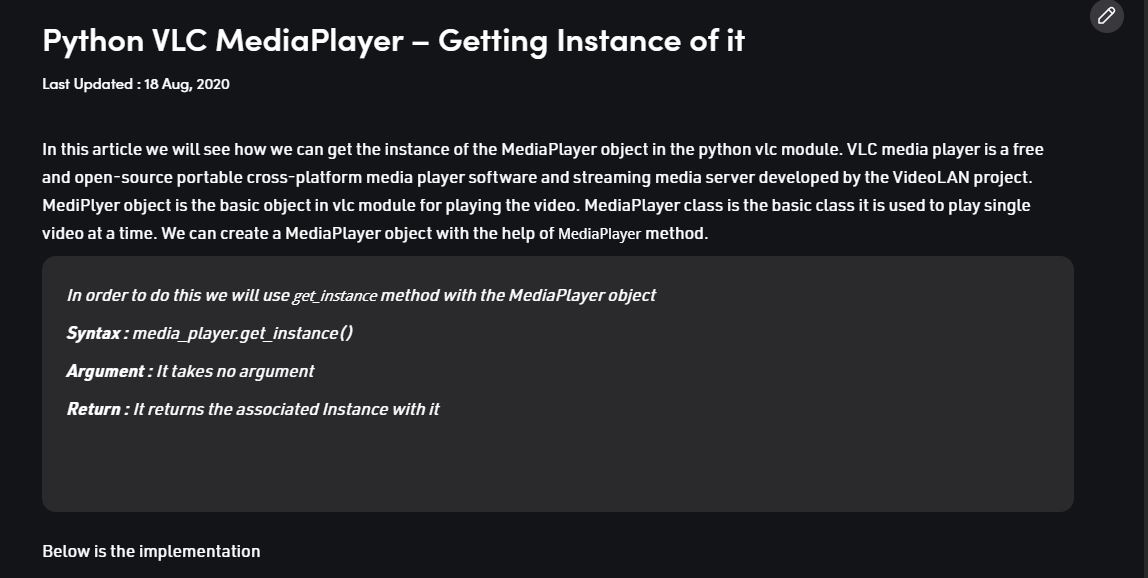 Python VLC MediaPlayer – Getting Instance of it
Last Updated : 18 Aug, 2020
In this article we will see how we can get the instance of the MediaPlayer object in the python vlc module. VLC media player is a free
and open-source portable cross-platform media player software and streaming media server developed by the VideoLAN project.
MediPlyer object is the basic object in vlc module for playing the video. MediaPlayer class is the basic class it is used to play single
video at a time. We can create a MediaPlayer object with the help of MediaPlayer method.
In order to do this we will use get_instance method with the MediaPlayer object
Syntax : media_player.get_instance()
Argument : It takes no argument
Return : It returns the associated Instance with it
Below is the implementation